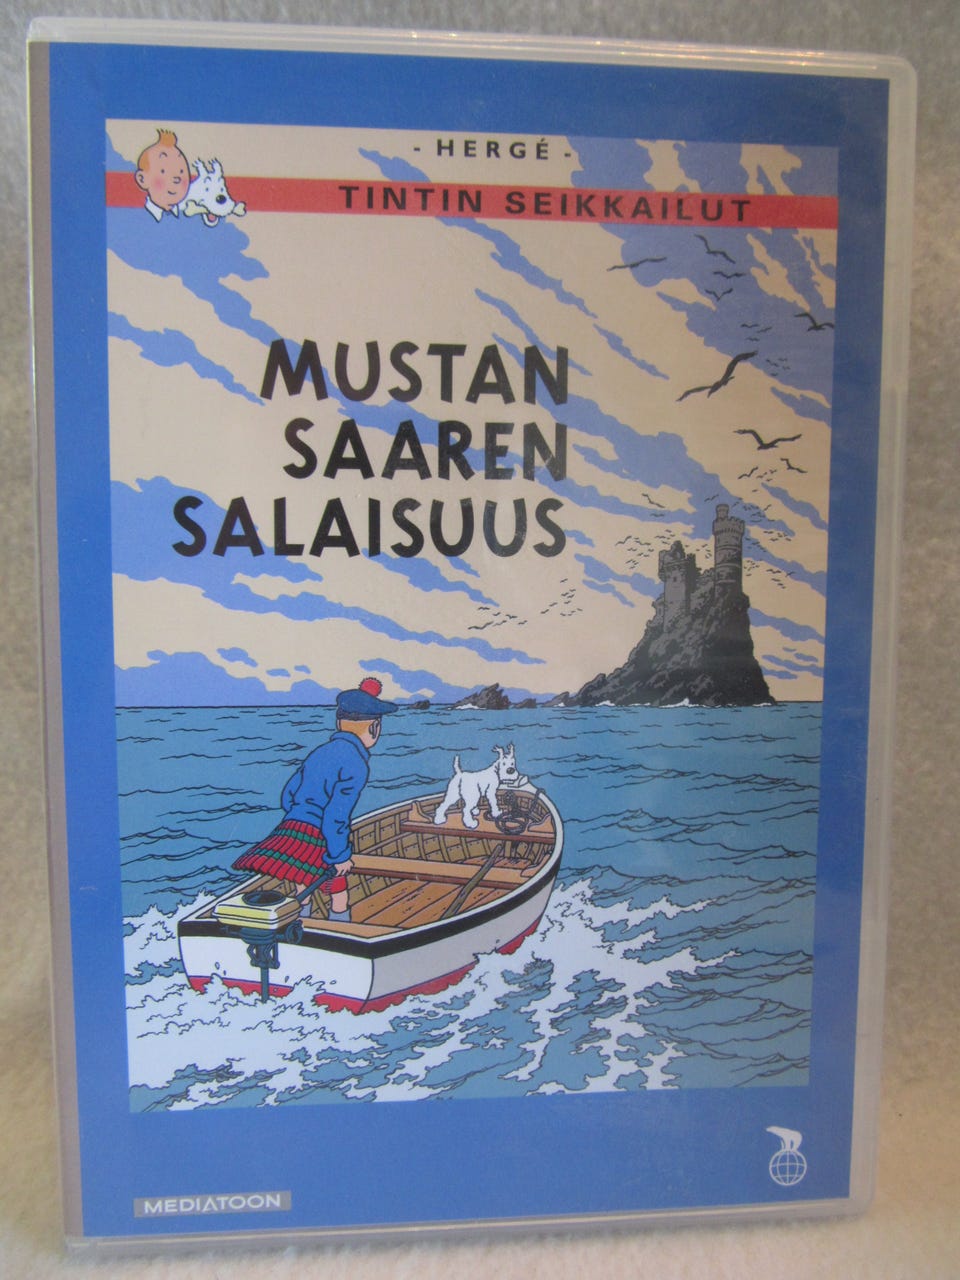 - HERGÉ -
TINTIN SEIKKAILUT
MUSTAN
SAAREN
SALAISUUS
MEDIATOON